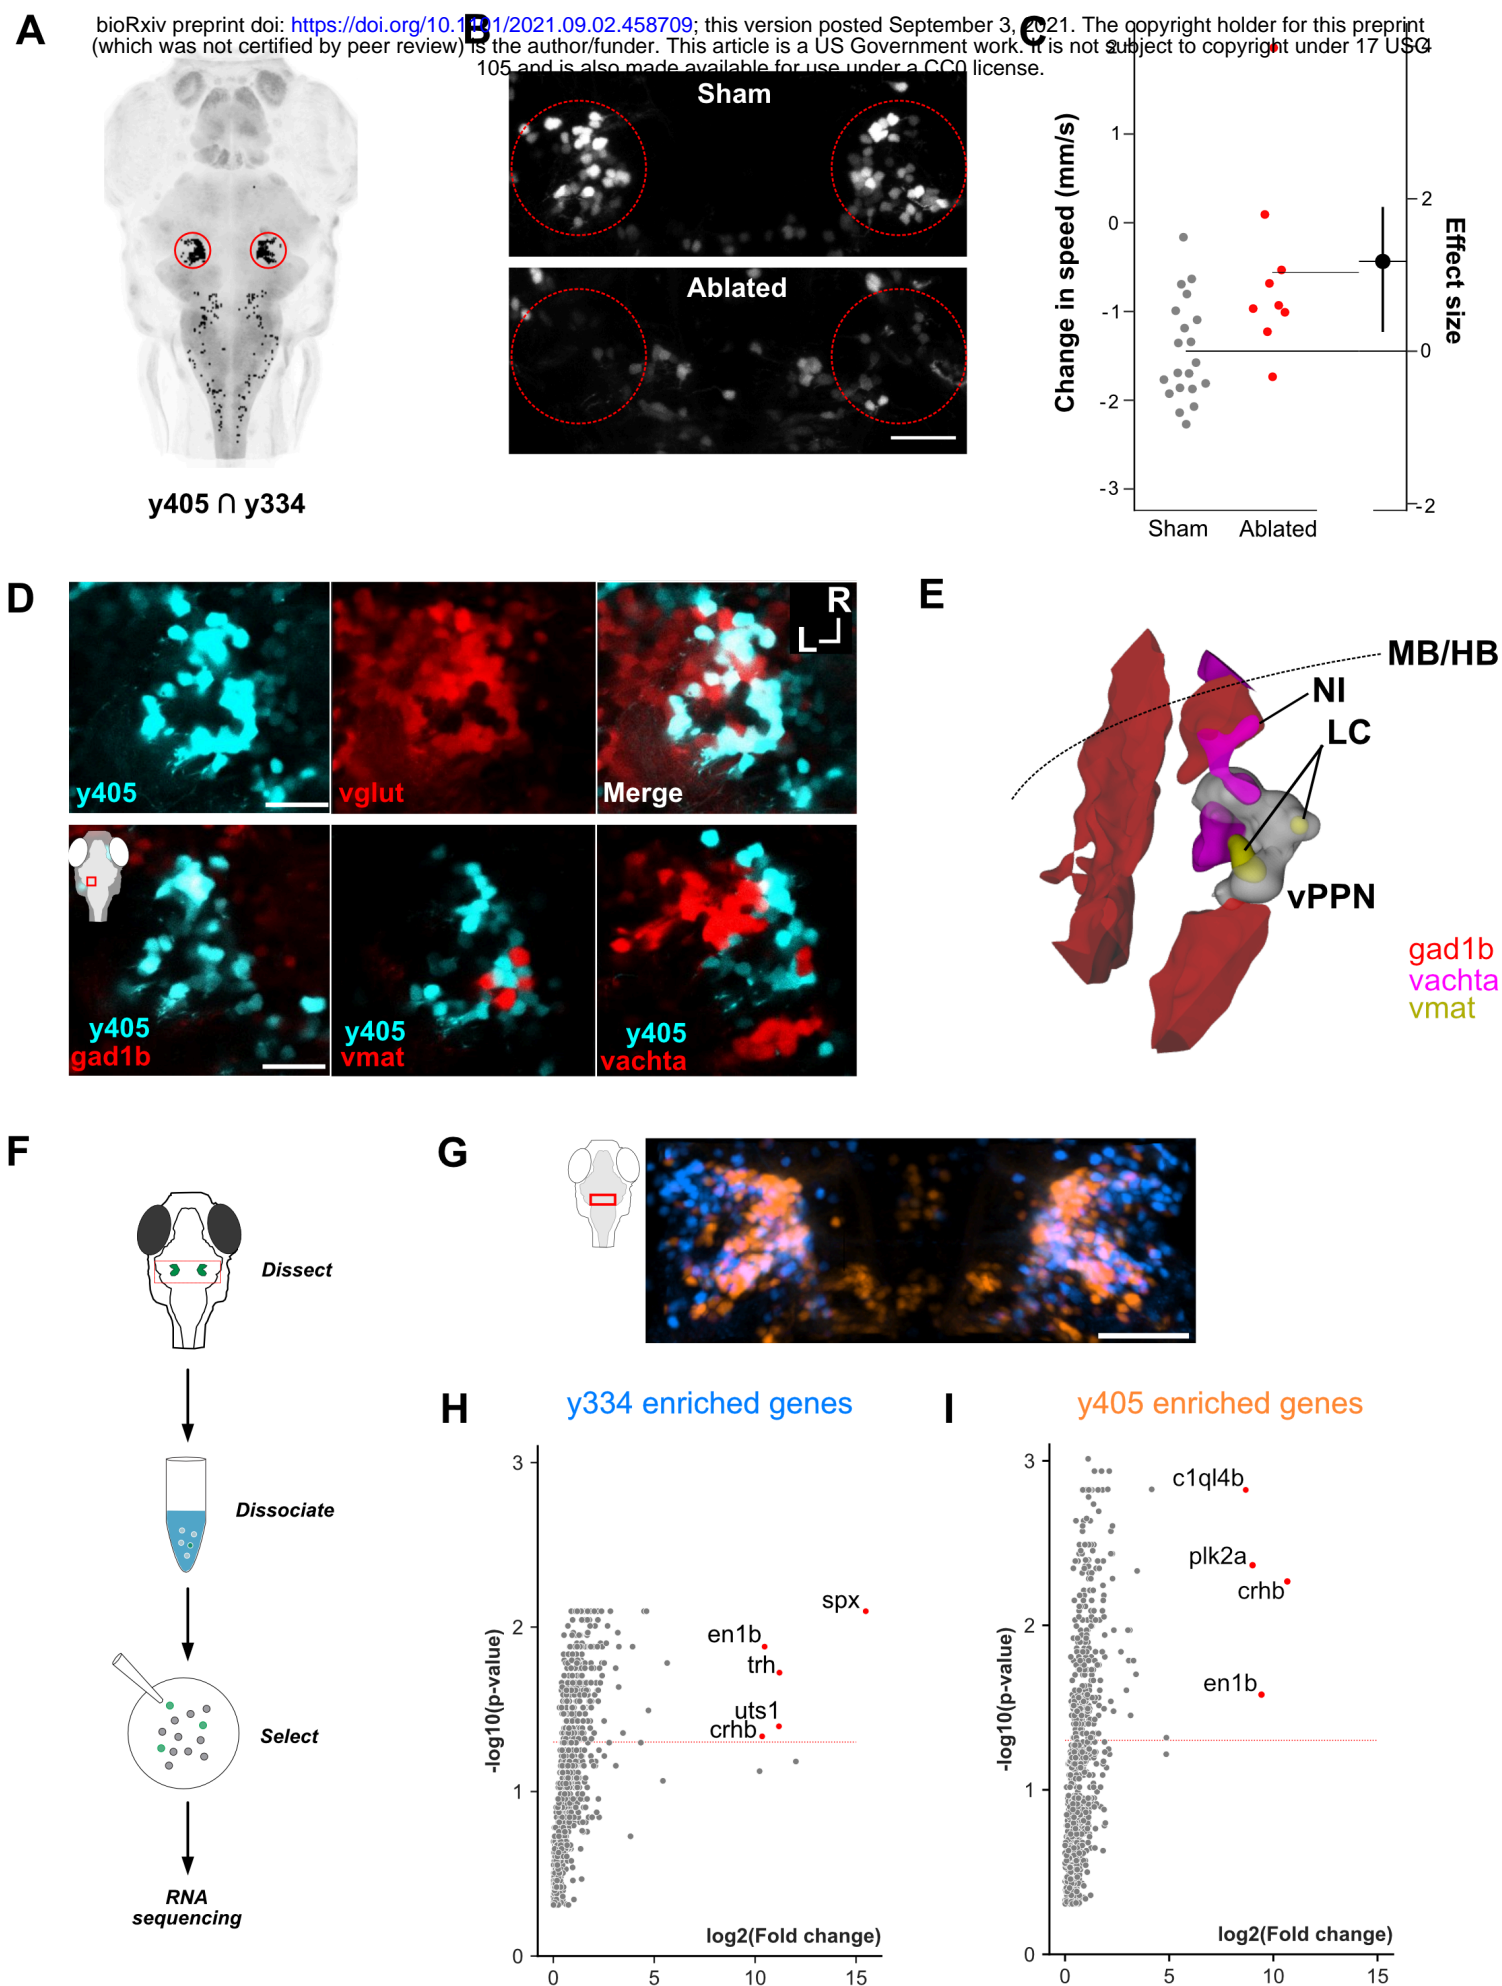 A
B
C
bioRxiv preprint doi: https://doi.org/10.1101/2021.09.02.458709; this version posted September 3, 2021. The copyright holder for this preprint
(which was not certified by peer review) is the author/funder. This article is a US Government work. It is not subject to copyright under 17 USC
105 and is also made available for use under a CC0 license.
y405 ∩ y334
Sham
Ablated
Change in speed (mm/s)
2
1
0
-1
-2
-3
Sham
Ablated
4
2
0
-2
Effect size
D
y405
vglut
Merge
R
L
y405
gad1b
y405
vmat
y405
vachta
E
MB/HB
NI
LC
vPPN
gad1b
vachta
vmat
F
Dissect
Dissociate
Select
RNA
sequencing
G
H
y334 enriched genes
-log10(p-value)
3
2
1
0
spx
en1b
trh
uts1
crhb
log2(Fold change)
0
5
10
15
I
y405 enriched genes
-log10(p-value)
3
2
1
0
c1ql4b
plk2a
crhb
en1b
log2(Fold change)
0
5
10
15